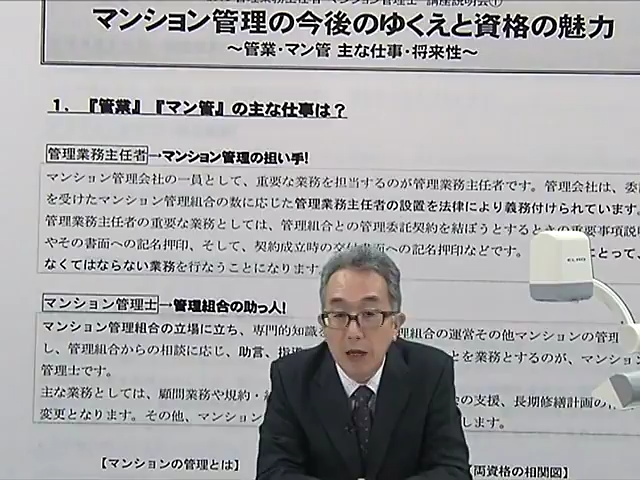 マンション管理の今後のゆくえと資格の魅力
～管業・マン管 主な仕事・将来性～
1．『管業』『マン管』の主な仕事は？
管理業務主任者→マンション管理の担い手！
マンション管理会社の一員として、重要な業務を担当するのが管理業務主任者です。管理会社は、委
を受けたマンション管理組合の数に応じた管理業務主任者の設置を法律により義務付けられています。
管理業務主任者の重要な業務としては、管理組合との管理委託契約を結ぼうとするときの重要事項説
やその書面への記名押印、そして、契約成立時の交付書面への記名押印などです。 とって、
なくてはならない業務を行なうことになります。
マンション管理士→管理組合の助っ人！
マンション管理組合の立場に立ち、専門的知識を 理組合の運営その他マンションの管理
し、管理組合からの相談に応じ、助言、指導 とを業務とするのが、マンション
管理士です。
主な業務としては、顧問業務や規約・ の支援、長期修繕計画の
変更となります。その他、マンション します。
【マンションの管理とは】 【両資格の相関図】
ELMO